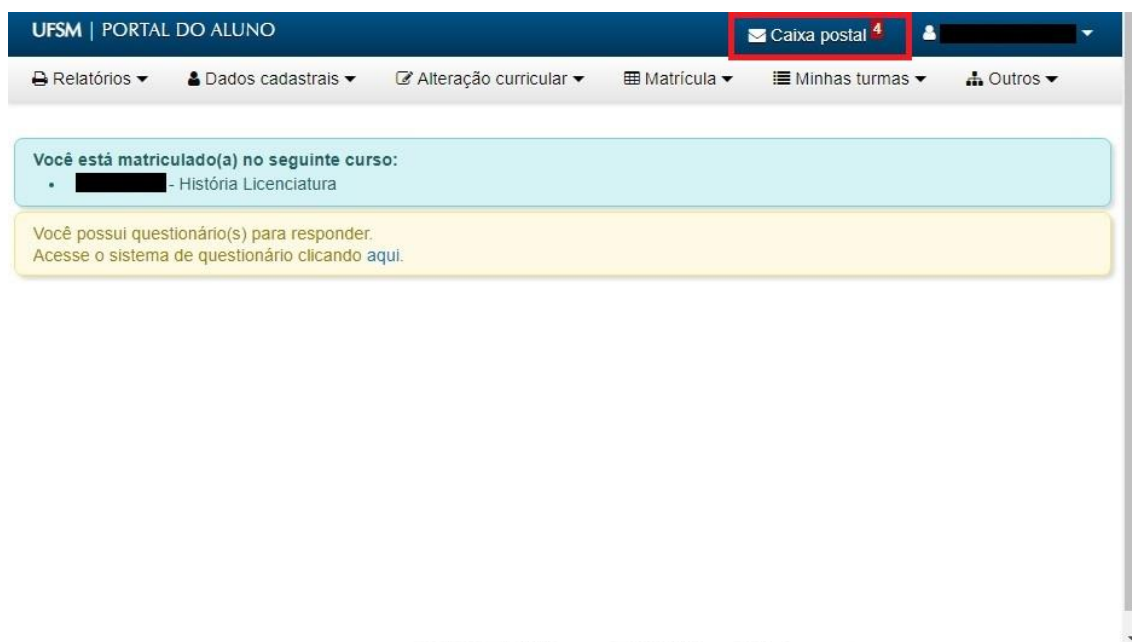 UFSM | PORTAL DO ALUNO Caixa postal 4
Relatórios Dados cadastrais Alteração curricular Matrícula Minhas turmas Outros
Você está matriculado(a) no seguinte curso:
• - História Licenciatura
Você possui questionário(s) para responder.
Acesse o sistema de questionário clicando aqui.